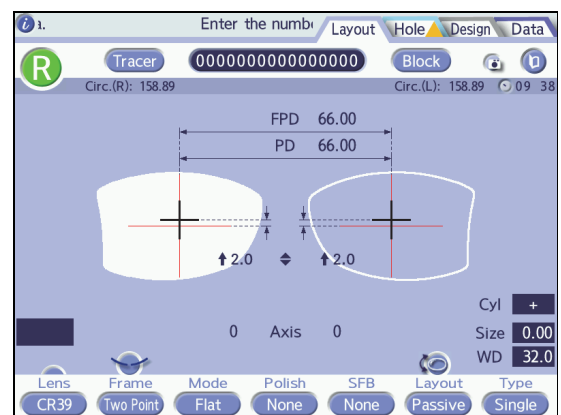 a. Enter the numb Layout Hole Design Data
R Tracer 0000000000000000 Block
Circ.(R): 158.89 Circ.(L): 158.89 09 38
FPD 66.00
PD 66.00
2.0 2.0
Cyl +
0 Axis 0 Size 0.00
WD 32.0
Lens Frame Mode Polish SFB Layout Type
CR39 Two Point Flat None None Passive Single